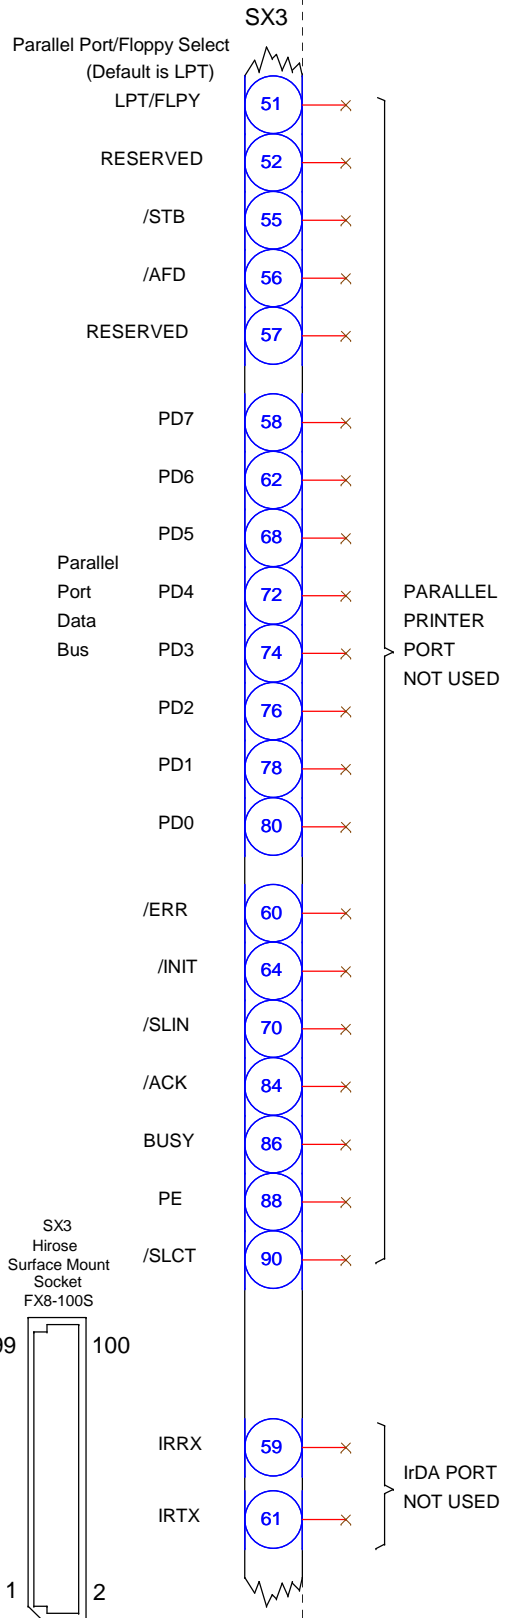 SX3
Parallel Port/Floppy Select
(Default is LPT)
LPT/FLPY 51
RESERVED 52
/STB 55
/AFD 56
RESERVED 57
PD7 58
PD6 62
PD5 68
Parallel
Port
Data
Bus
PD4 72
PD3 74
PD2 76
PD1 78
PD0 80
PARALLEL
PRINTER
PORT
NOT USED
/ERR 60
/INIT 64
/SLIN 70
/ACK 84
BUSY 86
PE 88
/SLCT 90
SX3
Hirose
Surface Mount
Socket
FX8-100S
99 100
1 2
IRRX 59
IRTX 61
IrDA PORT
NOT USED